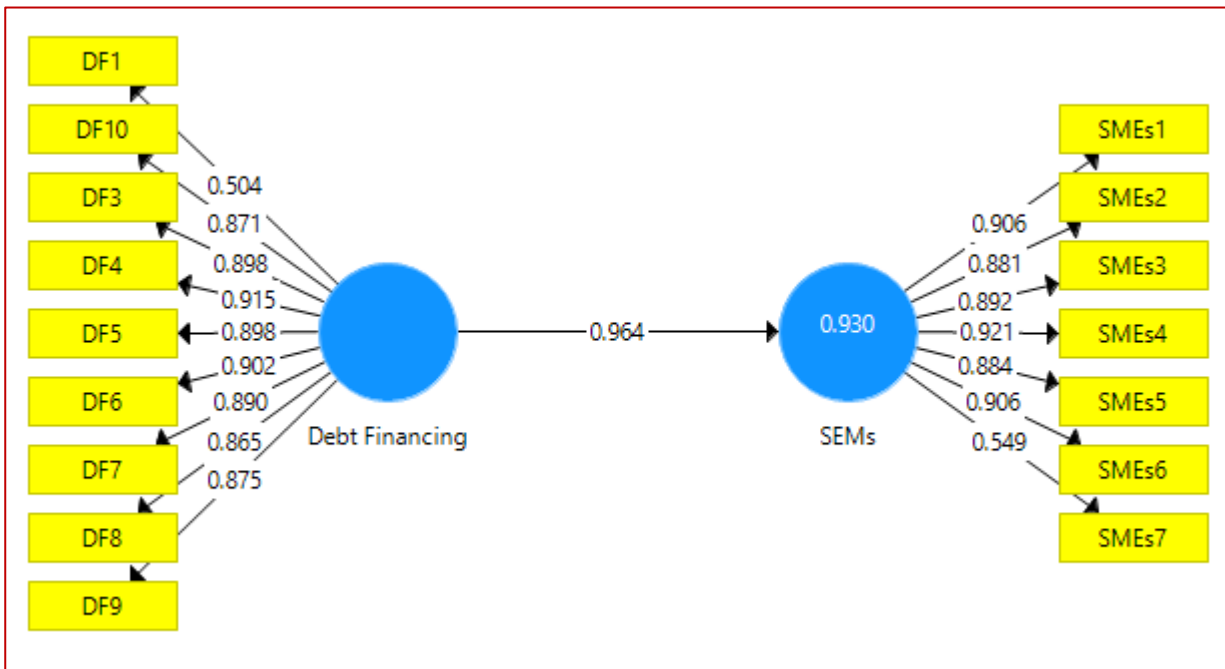 DF1
DF10
DF3
DF4
DF5
DF6
DF7
DF8
DF9
0.504
0.871
0.898
0.915
0.898
0.902
0.890
0.865
0.875
Debt Financing
0.964
0.930
SEMs
0.906
0.881
0.892
0.921
0.884
0.906
0.549
SMEs1
SMEs2
SMEs3
SMEs4
SMEs5
SMEs6
SMEs7